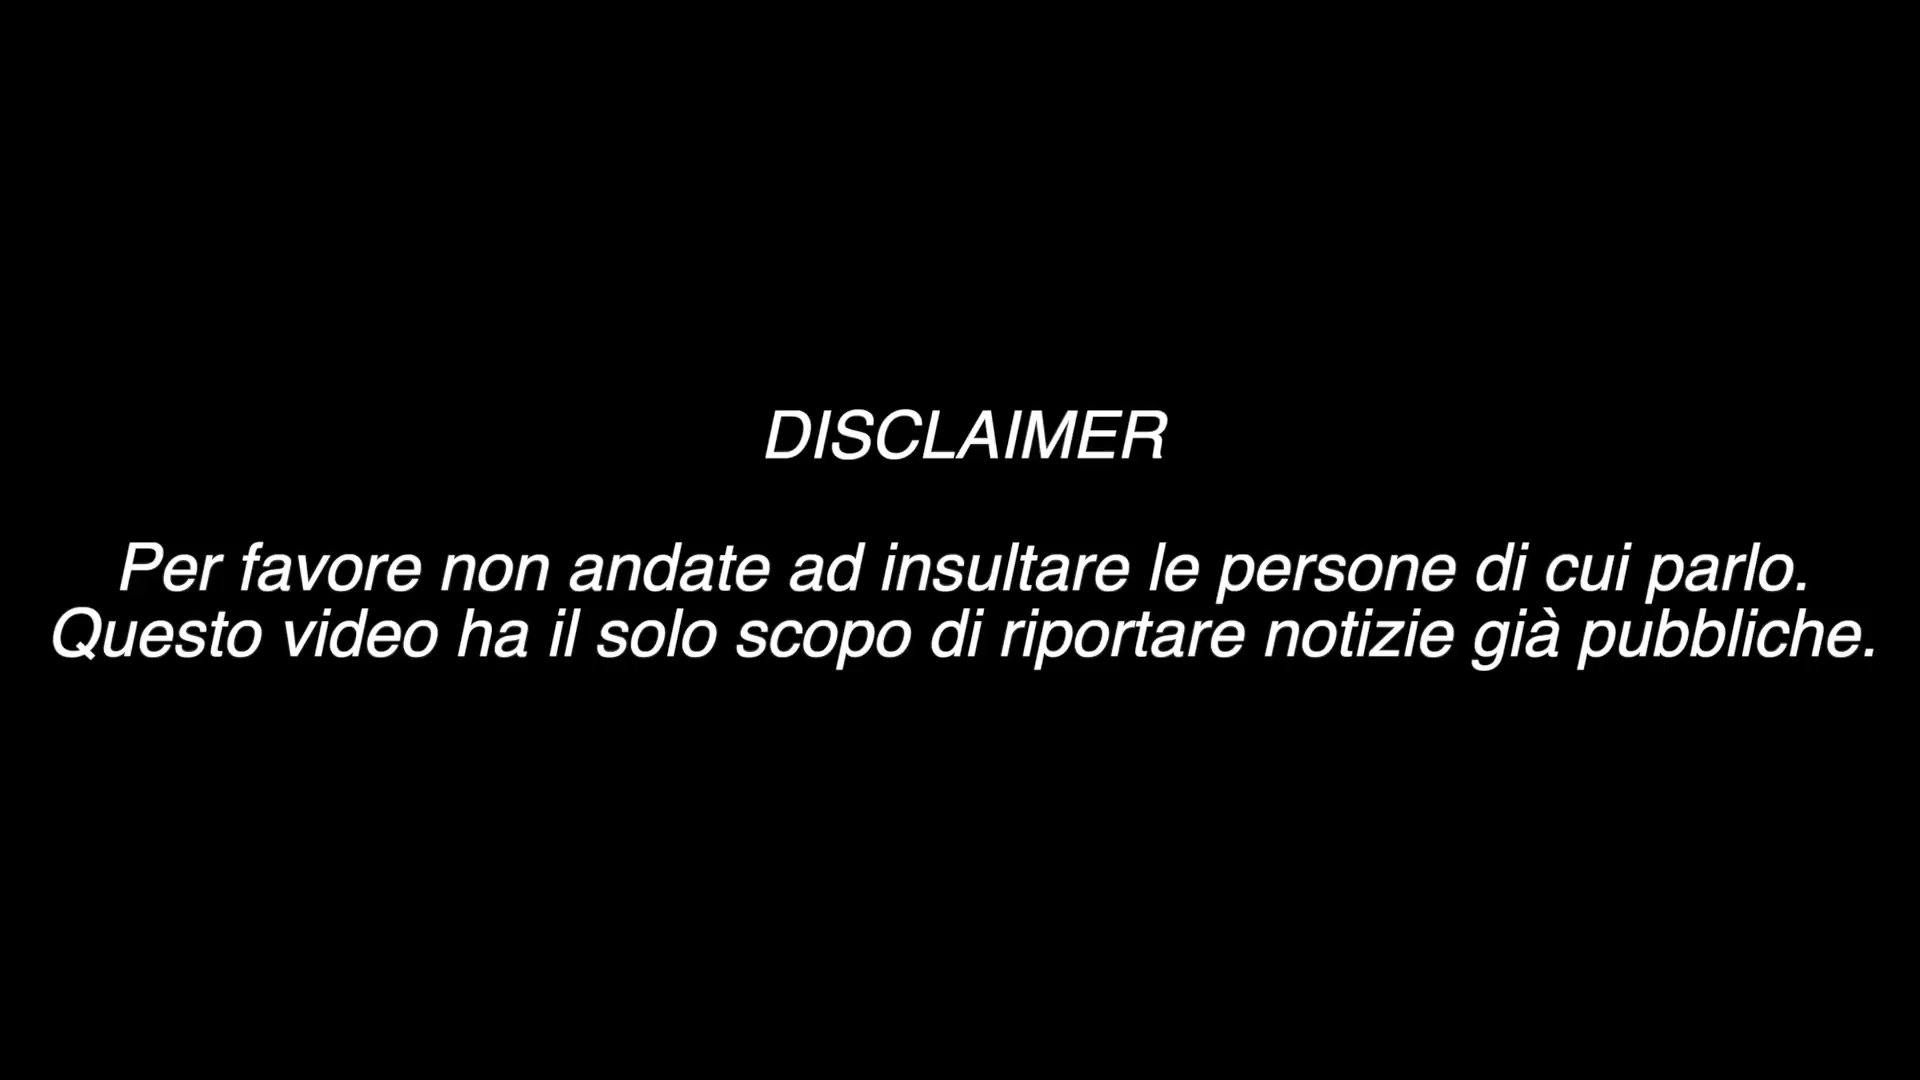 DISCLAIMER
Per favore non andate ad insultare le persone di cui parlo.
Questo video ha il solo scopo di riportare notizie già pubbliche.